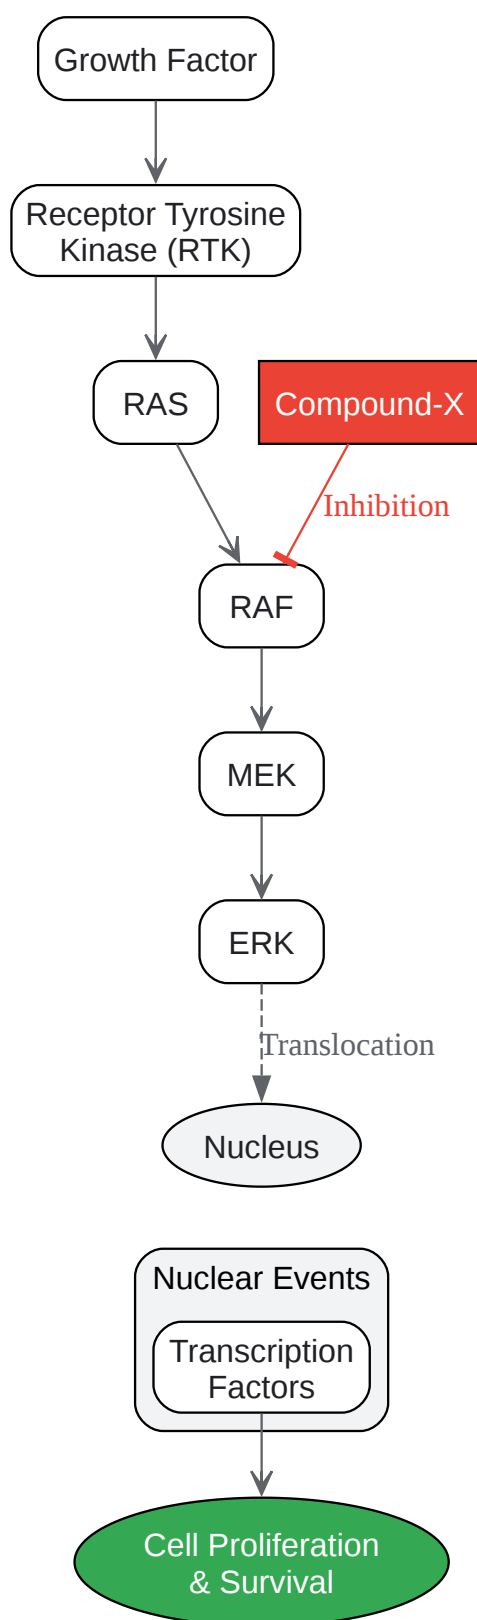 Growth Factor
Receptor Tyrosine
Kinase (RTK)
RAS
Compound-X
Inhibition
RAF
MEK
ERK
Translocation
Nucleus
Nuclear Events
Transcription
Factors
Cell Proliferation
& Survival